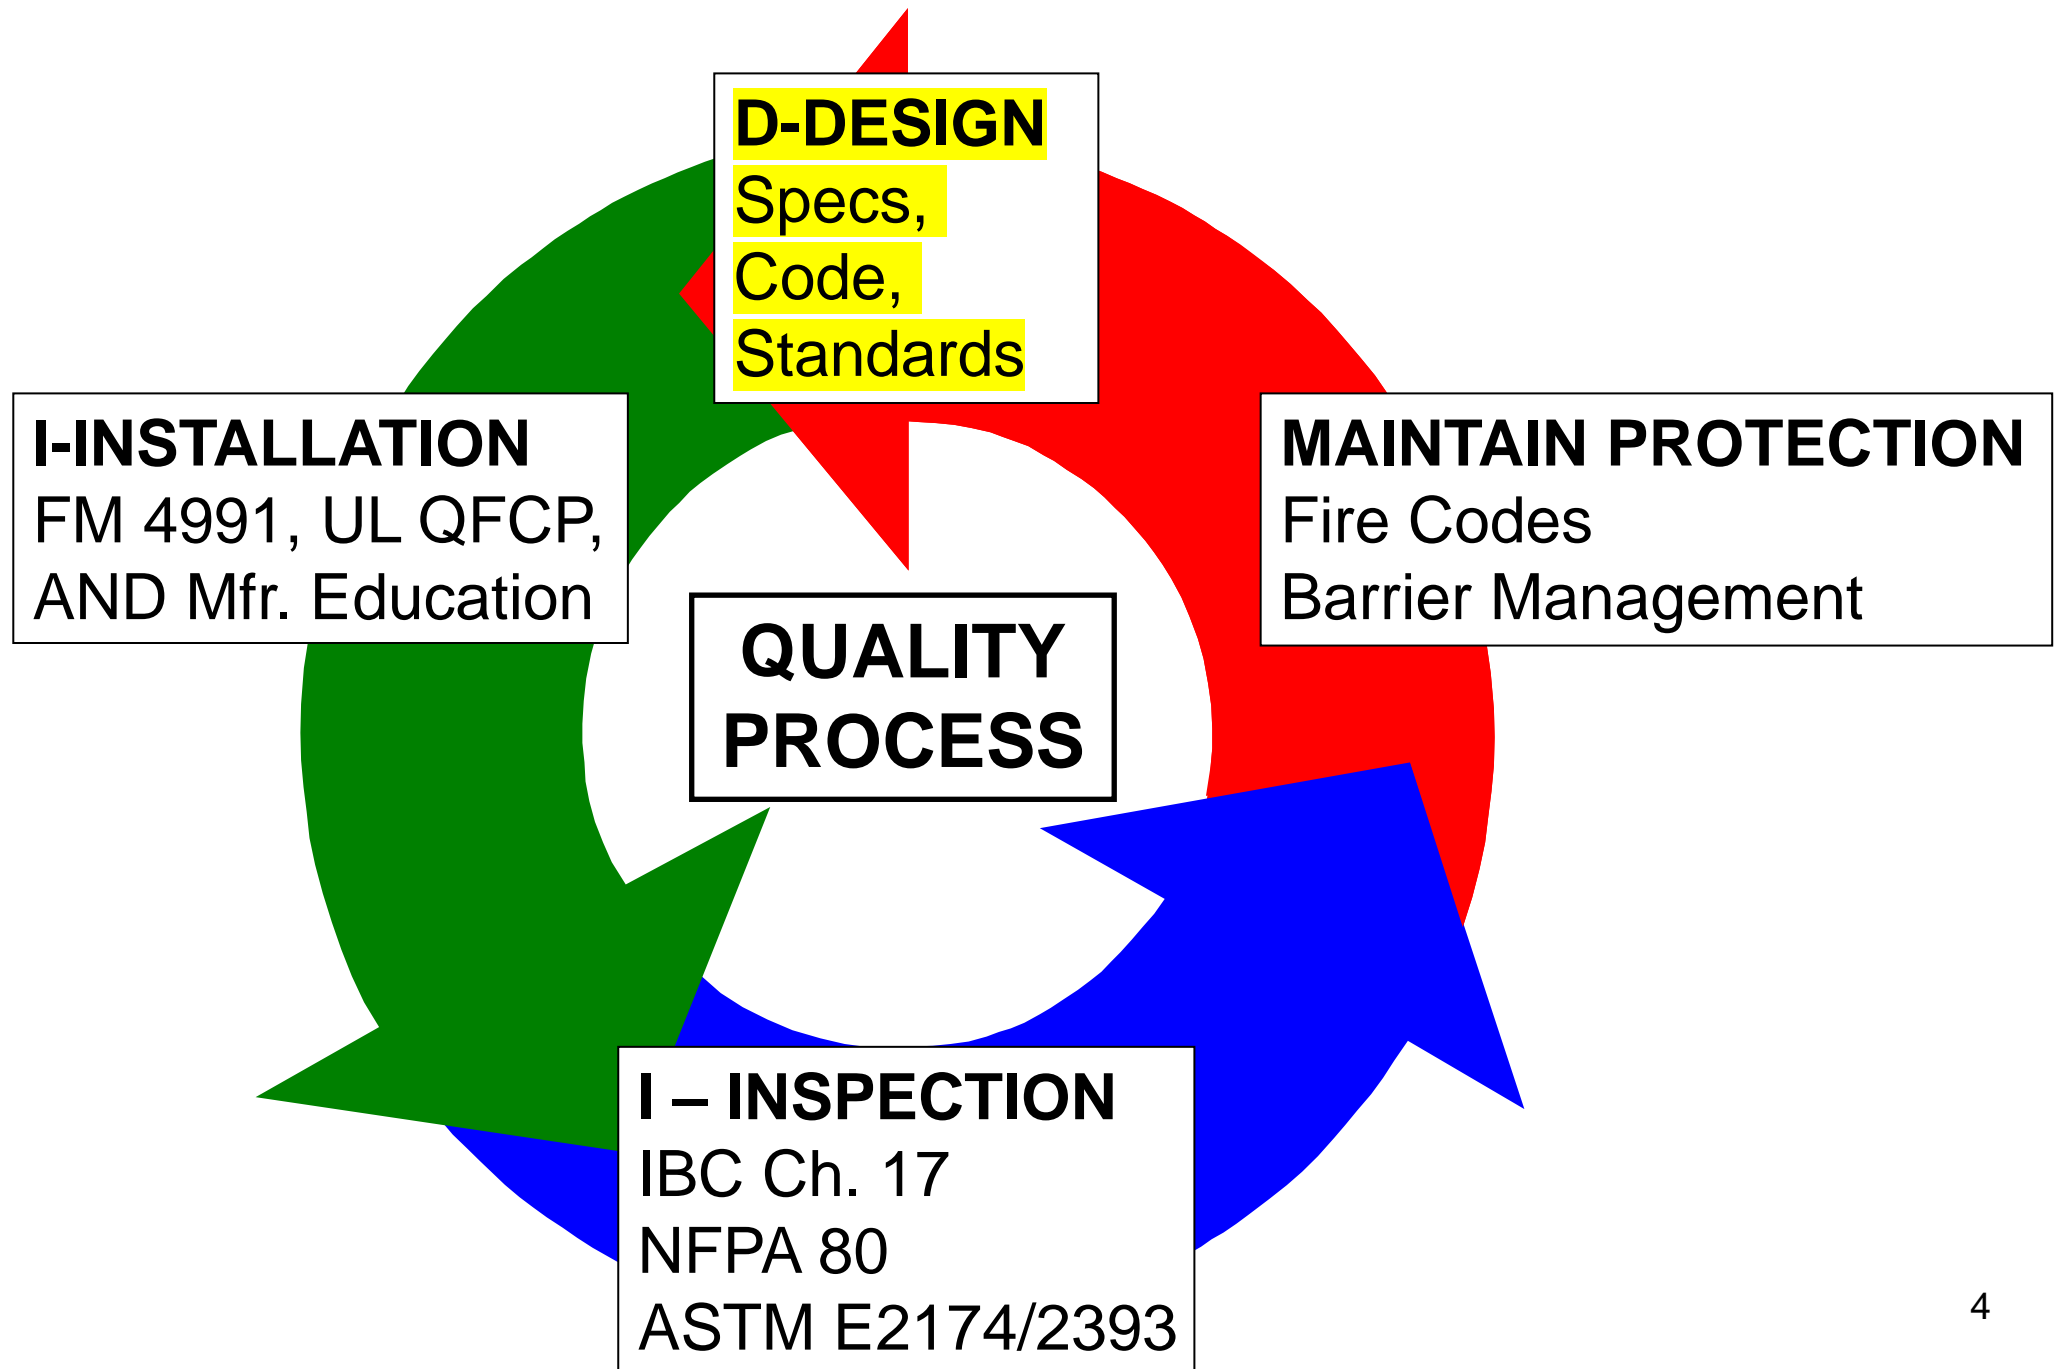 D-DESIGN
Specs,
Code,
Standards
I-INSTALLATION
FM 4991, UL QFCP,
AND Mfr. Education
MAINTAIN PROTECTION
Fire Codes
Barrier Management
QUALITY
PROCESS
I – INSPECTION
IBC Ch. 17
NFPA 80
ASTM E2174/2393
4